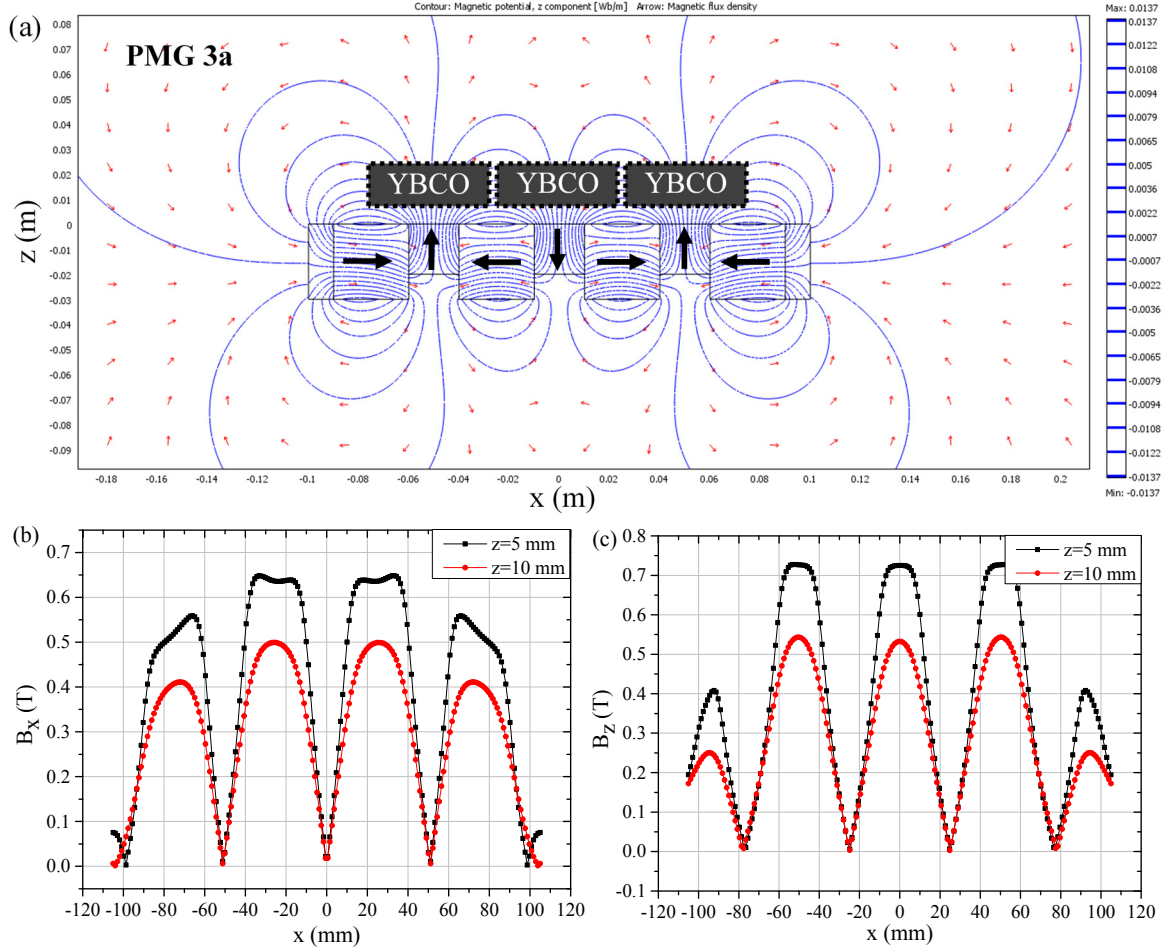 Contour: Magnetic potential, z component [Wb/m] Arrow: Magnetic flux density
Max: 0.0137
(a)
PMG 3a
YBCO YBCO YBCO
0.08
0.07
0.06
0.05
0.04
0.03
0.02
0.01
0
-0.01
-0.02
-0.03
-0.04
-0.05
-0.06
-0.07
-0.08
-0.09
z (m)
-0.18 -0.16 -0.14 -0.12 -0.1 -0.08 -0.06 -0.04 -0.02 0 0.02 0.04 0.06 0.08 0.1 0.12 0.14 0.16 0.18 0.2
x (m)
0.0137
0.0122
0.0108
0.0094
0.0079
0.0065
0.005
0.0036
0.0022
0.0007
-0.0007
-0.0022
-0.0036
-0.005
-0.0065
-0.0079
-0.0094
-0.0108
-0.0122
-0.0137
Min: -0.0137
(b)
z=5 mm
z=10 mm
0.7
0.6
0.5
0.4
0.3
0.2
0.1
0.0
B_x (T)
-120 -100 -80 -60 -40 -20 0 20 40 60 80 100 120
x (mm)
(c)
z=5 mm
z=10 mm
0.8
0.7
0.6
0.5
0.4
0.3
0.2
0.1
0.0
-0.1
B_z (T)
-120 -100 -80 -60 -40 -20 0 20 40 60 80 100 120
x (mm)